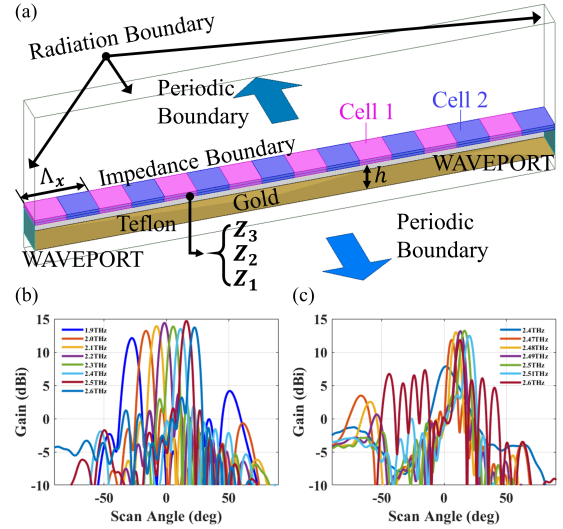 (a)
Radiation Boundary
Periodic
Boundary
Cell 1
Cell 2
Λx
Impedance Boundary
WAVEPORT
h
Gold
Teflon
WAVEPORT
Z3
Z2
Z1
Periodic
Boundary
(b)
15
10
5
0
-5
-10
Gain (dBi)
1.9THz
2.0THz
2.1THz
2.2THz
2.3THz
2.4THz
2.5THz
2.6THz
-50
0
50
Scan Angle (deg)
(c)
15
10
5
0
-5
-10
Gain (dBi)
2.4THz
2.47THz
2.48THz
2.49THz
2.5THz
2.51THz
2.6THz
-50
0
50
Scan Angle (deg)